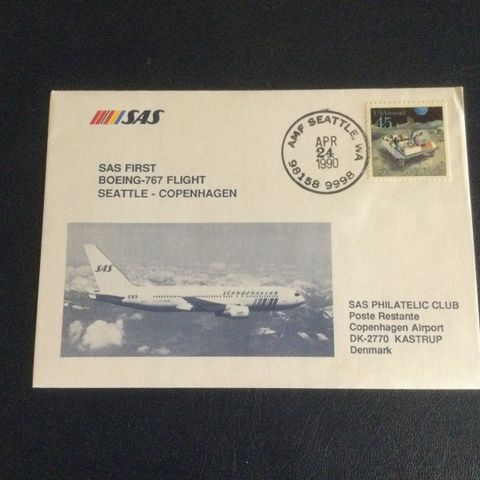 SAS
AMF SEATTLE, WA
APR
24
1990
98158 9998
USAirmail
45
SAS FIRST
BOEING-767 FLIGHT
SEATTLE - COPENHAGEN
SAS
SCANDINAVIAN
SAS PHILATELIC CLUB
Poste Restante
Copenhagen Airport
DK-2770 KASTRUP
Denmark